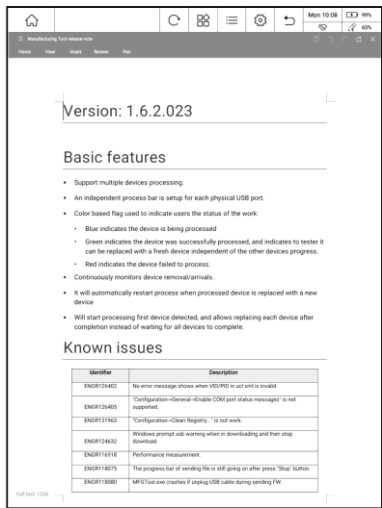 Mon 10:08
99%
65%
Manufacturing Tool release note
Home View Insert Review Pen
Version: 1.6.2.023
Basic features
• Support multiple devices processing.
• An independent process bar is setup for each physical USB port.
• Color based flag used to indicate users the status of the work:
• Blue indicates the device is being processed
• Green indicates the device was successfully processed, and indicates to tester it
can be replaced with a fresh device independent of the other devices progress.
• Red indicates the device failed to process.
• Continuously monitors device removal/arrivals.
• It will automatically restart process when processed device is replaced with a new
device
• Will start processing first device detected, and allows replacing each device after
completion instead of waiting for all devices to complete.
Known issues
Identifier Description
ENGR126402 No error message shows when VID/PID in ucl.xml is invalid.
"Configuration->General->Enable COM port status messages" is not
ENGR126405 supported.
ENGR131963 "Configuration->Clean Registry..." is not work.
Windows prompt usb warning when in downloading and then stop
ENGR124632 download.
ENGR116918 Performance measurement.
ENGR118075 The progress bar of sending file is still going on after press "Stop" button.
ENGR118080 MFGTool.exe crashes if unplug USB cable during sending FW.